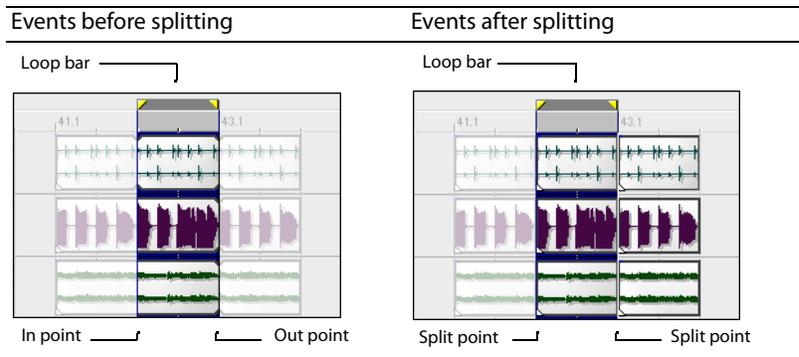 Events before splitting
Events after splitting
Loop bar
Loop bar
41.1
43.1
41.1
43.1
In point
Out point
Split point
Split point